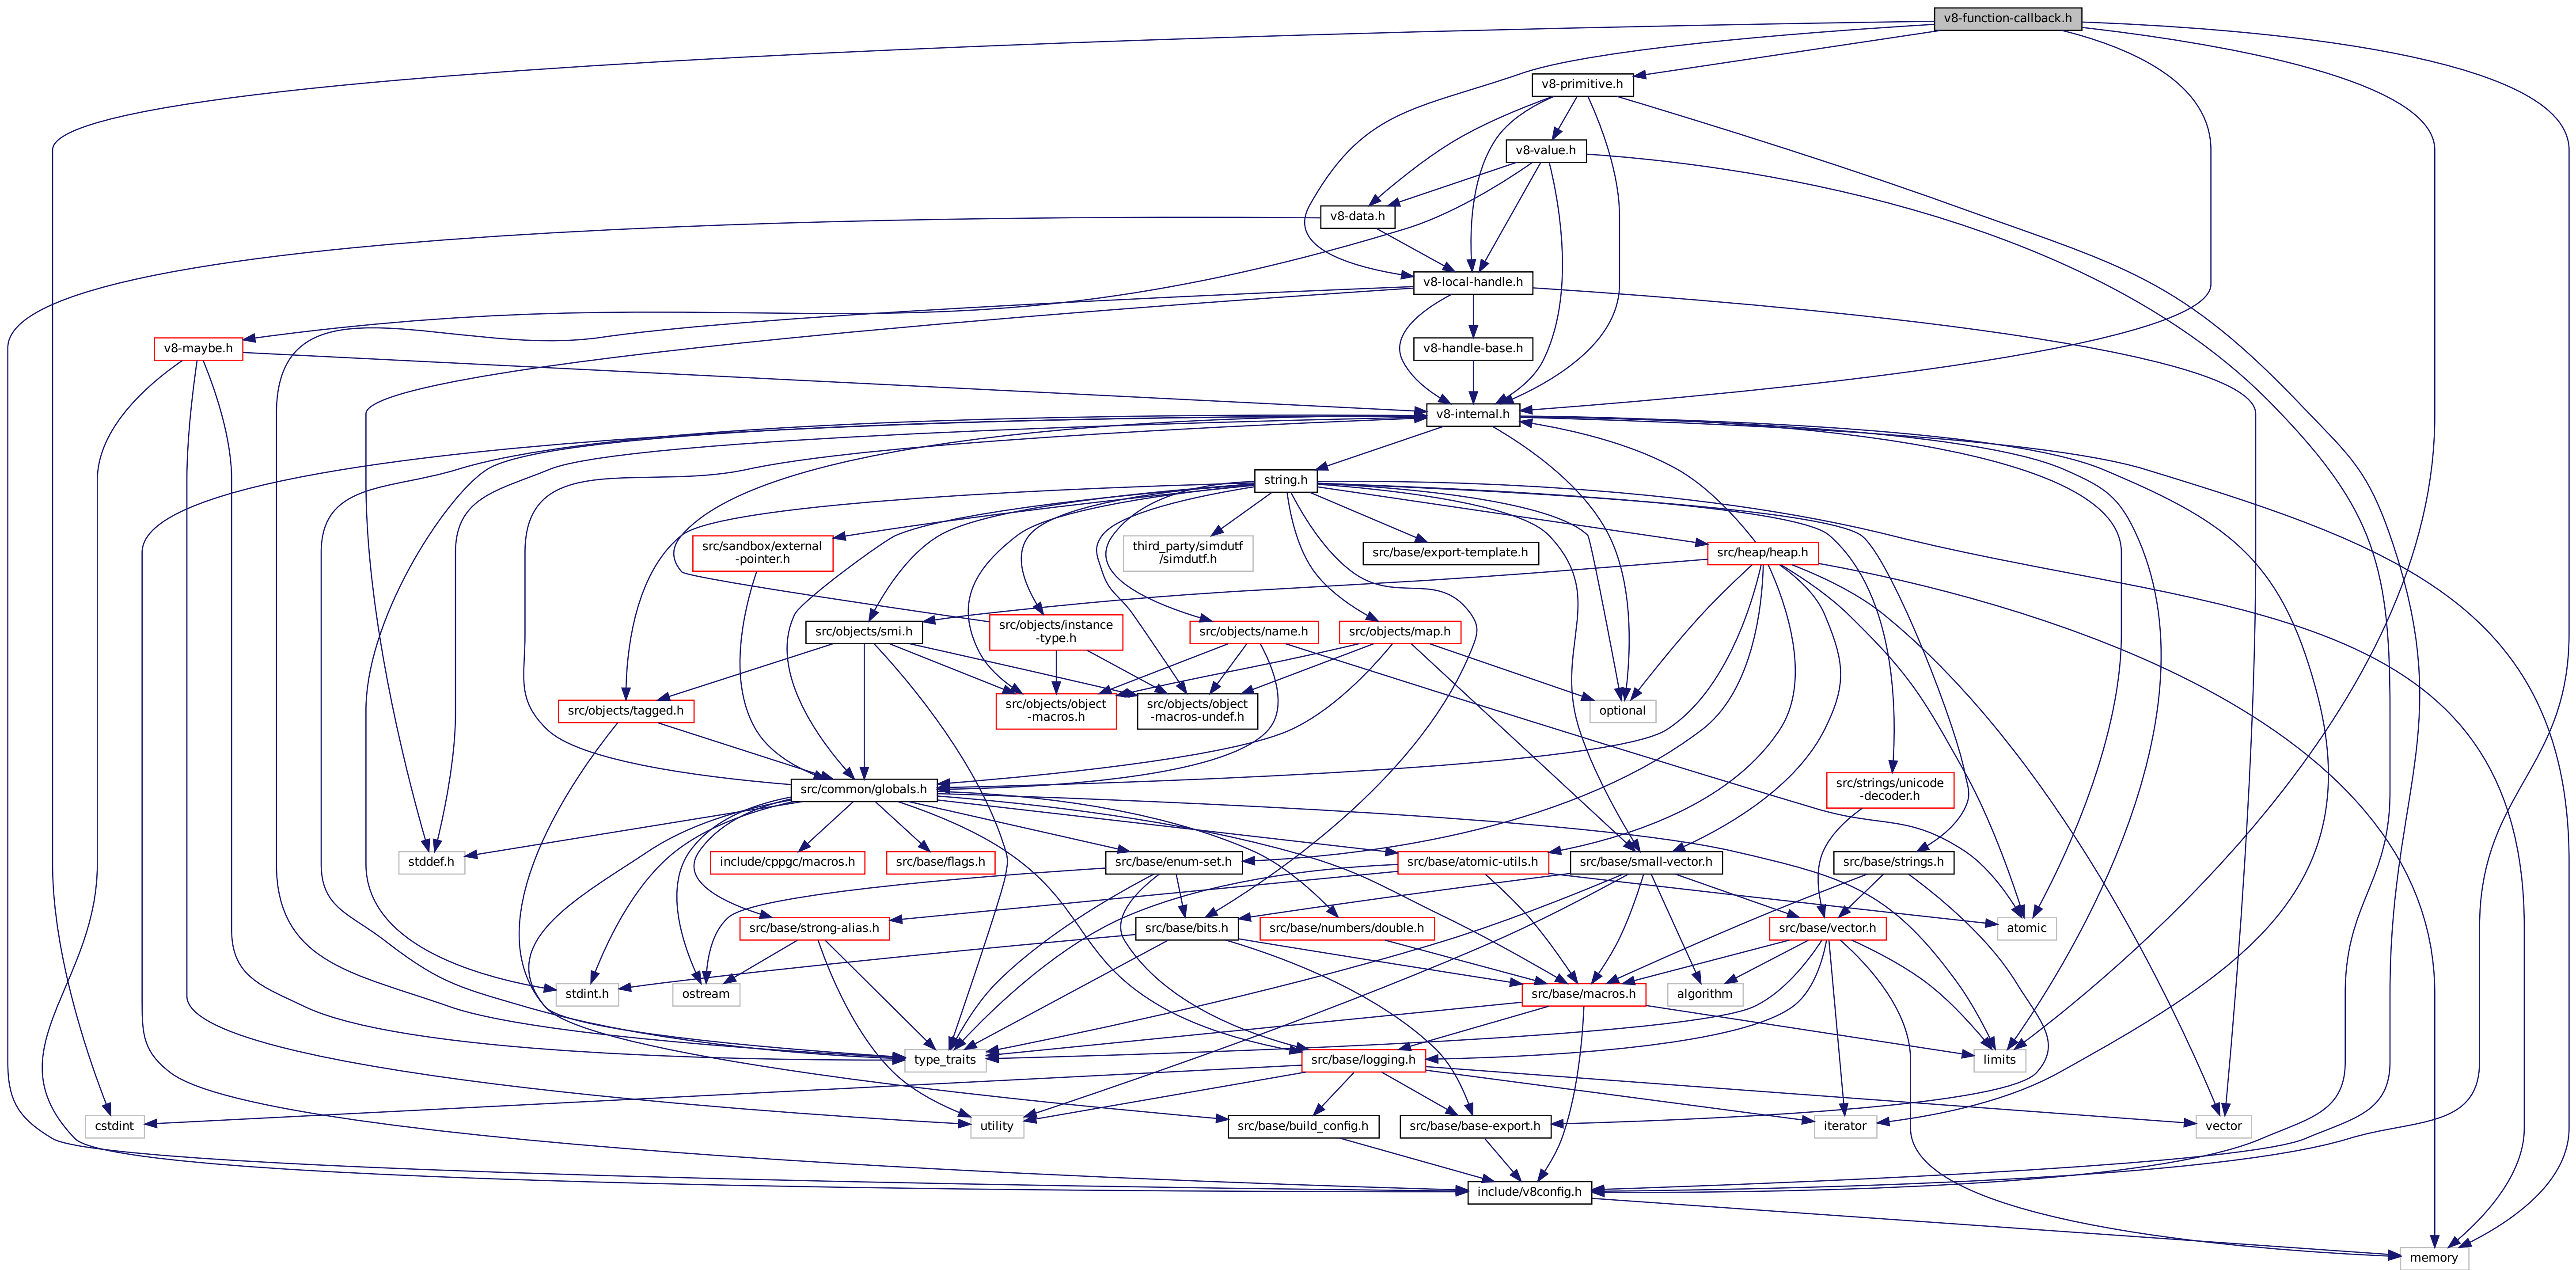 v8-function-callback.h
v8-primitive.h
v8-value.h
v8-data.h
v8-local-handle.h
v8-maybe.h
v8-handle-base.h
v8-internal.h
string.h
src/sandbox/external
-pointer.h
third_party/simdutf
/simdutf.h
src/base/export-template.h
src/heap/heap.h
src/objects/smi.h
src/objects/instance
-type.h
src/objects/name.h
src/objects/map.h
src/objects/tagged.h
src/objects/object
-macros.h
src/objects/object
-macros-undef.h
optional
src/common/globals.h
src/strings/unicode
-decoder.h
stddef.h
include/cppgc/macros.h
src/base/flags.h
src/base/enum-set.h
src/base/atomic-utils.h
src/base/small-vector.h
src/base/strings.h
src/base/strong-alias.h
src/base/bits.h
src/base/numbers/double.h
src/base/vector.h
atomic
stdint.h
ostream
src/base/macros.h
algorithm
type_traits
src/base/logging.h
limits
cstdint
utility
src/base/build_config.h
src/base/base-export.h
iterator
vector
include/v8config.h
memory